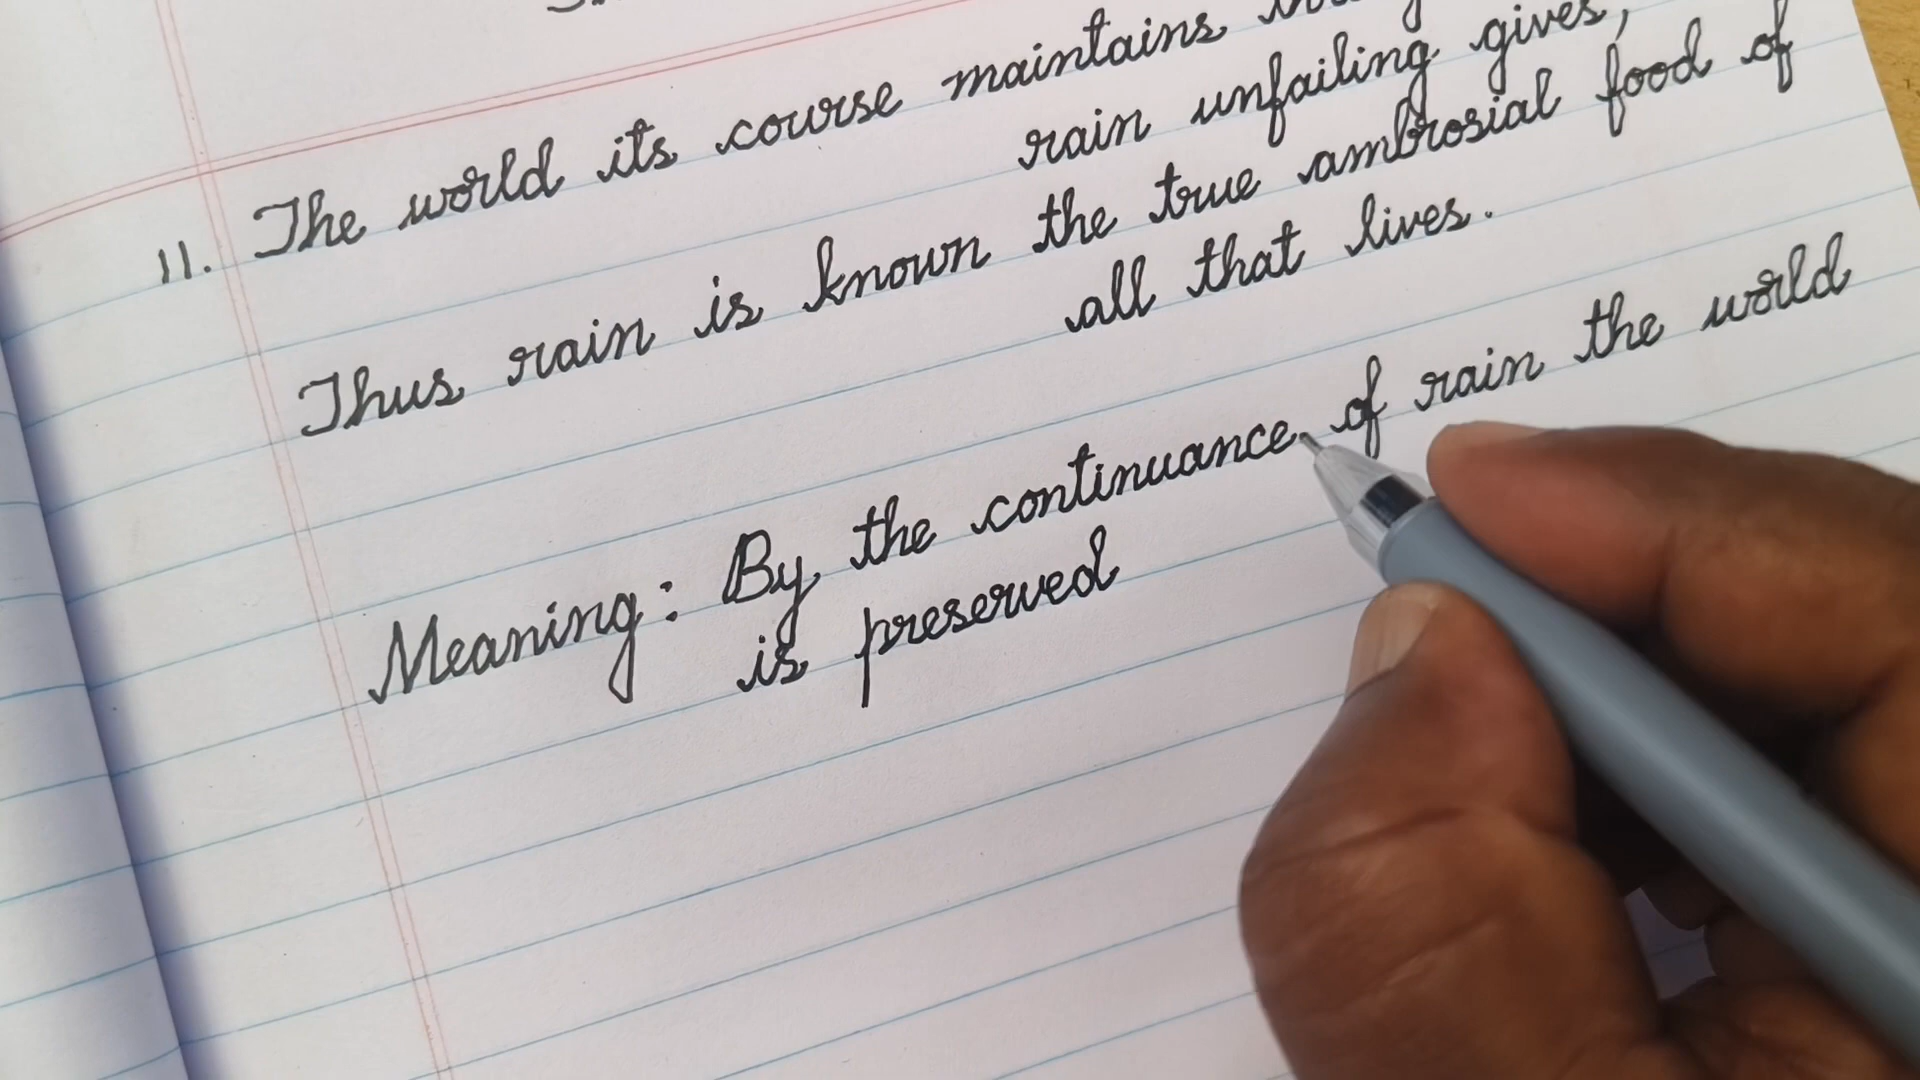 11. The world its course maintains
rain unfailing gives,
Thus rain is known the true ambrosial food of
all that lives.
Meaning: By the continuance of rain the world
is preserved